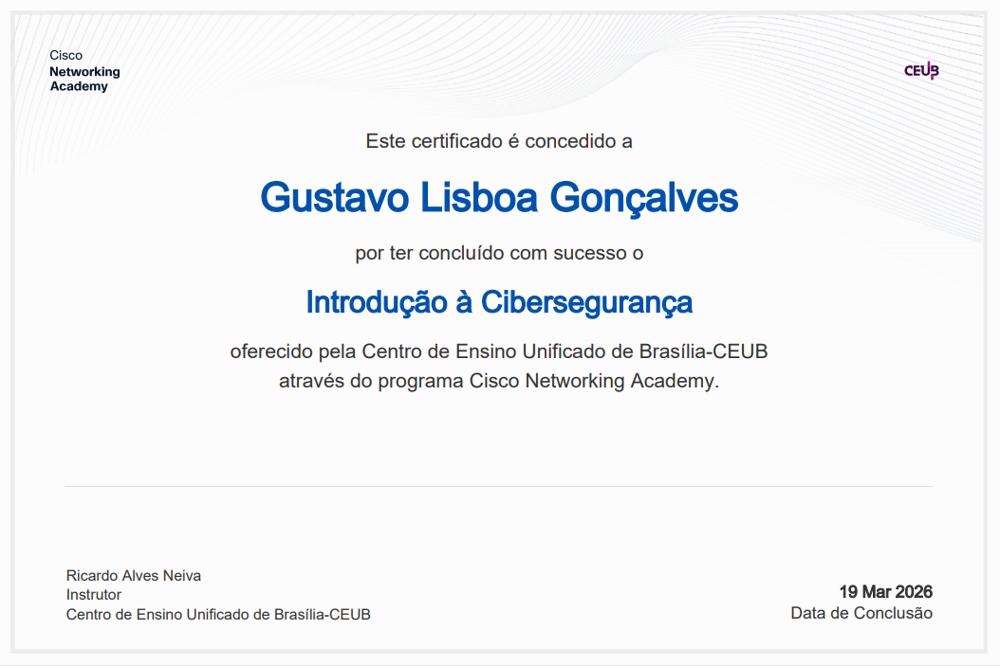 Cisco
Networking
Academy
CEUB
Este certificado é concedido a
Gustavo Lisboa Gonçalves
por ter concluído com sucesso o
Introdução à Cibersegurança
oferecido pela Centro de Ensino Unificado de Brasília-CEUB
através do programa Cisco Networking Academy.
Ricardo Alves Neiva
Instrutor
Centro de Ensino Unificado de Brasília-CEUB
19 Mar 2026
Data de Conclusão